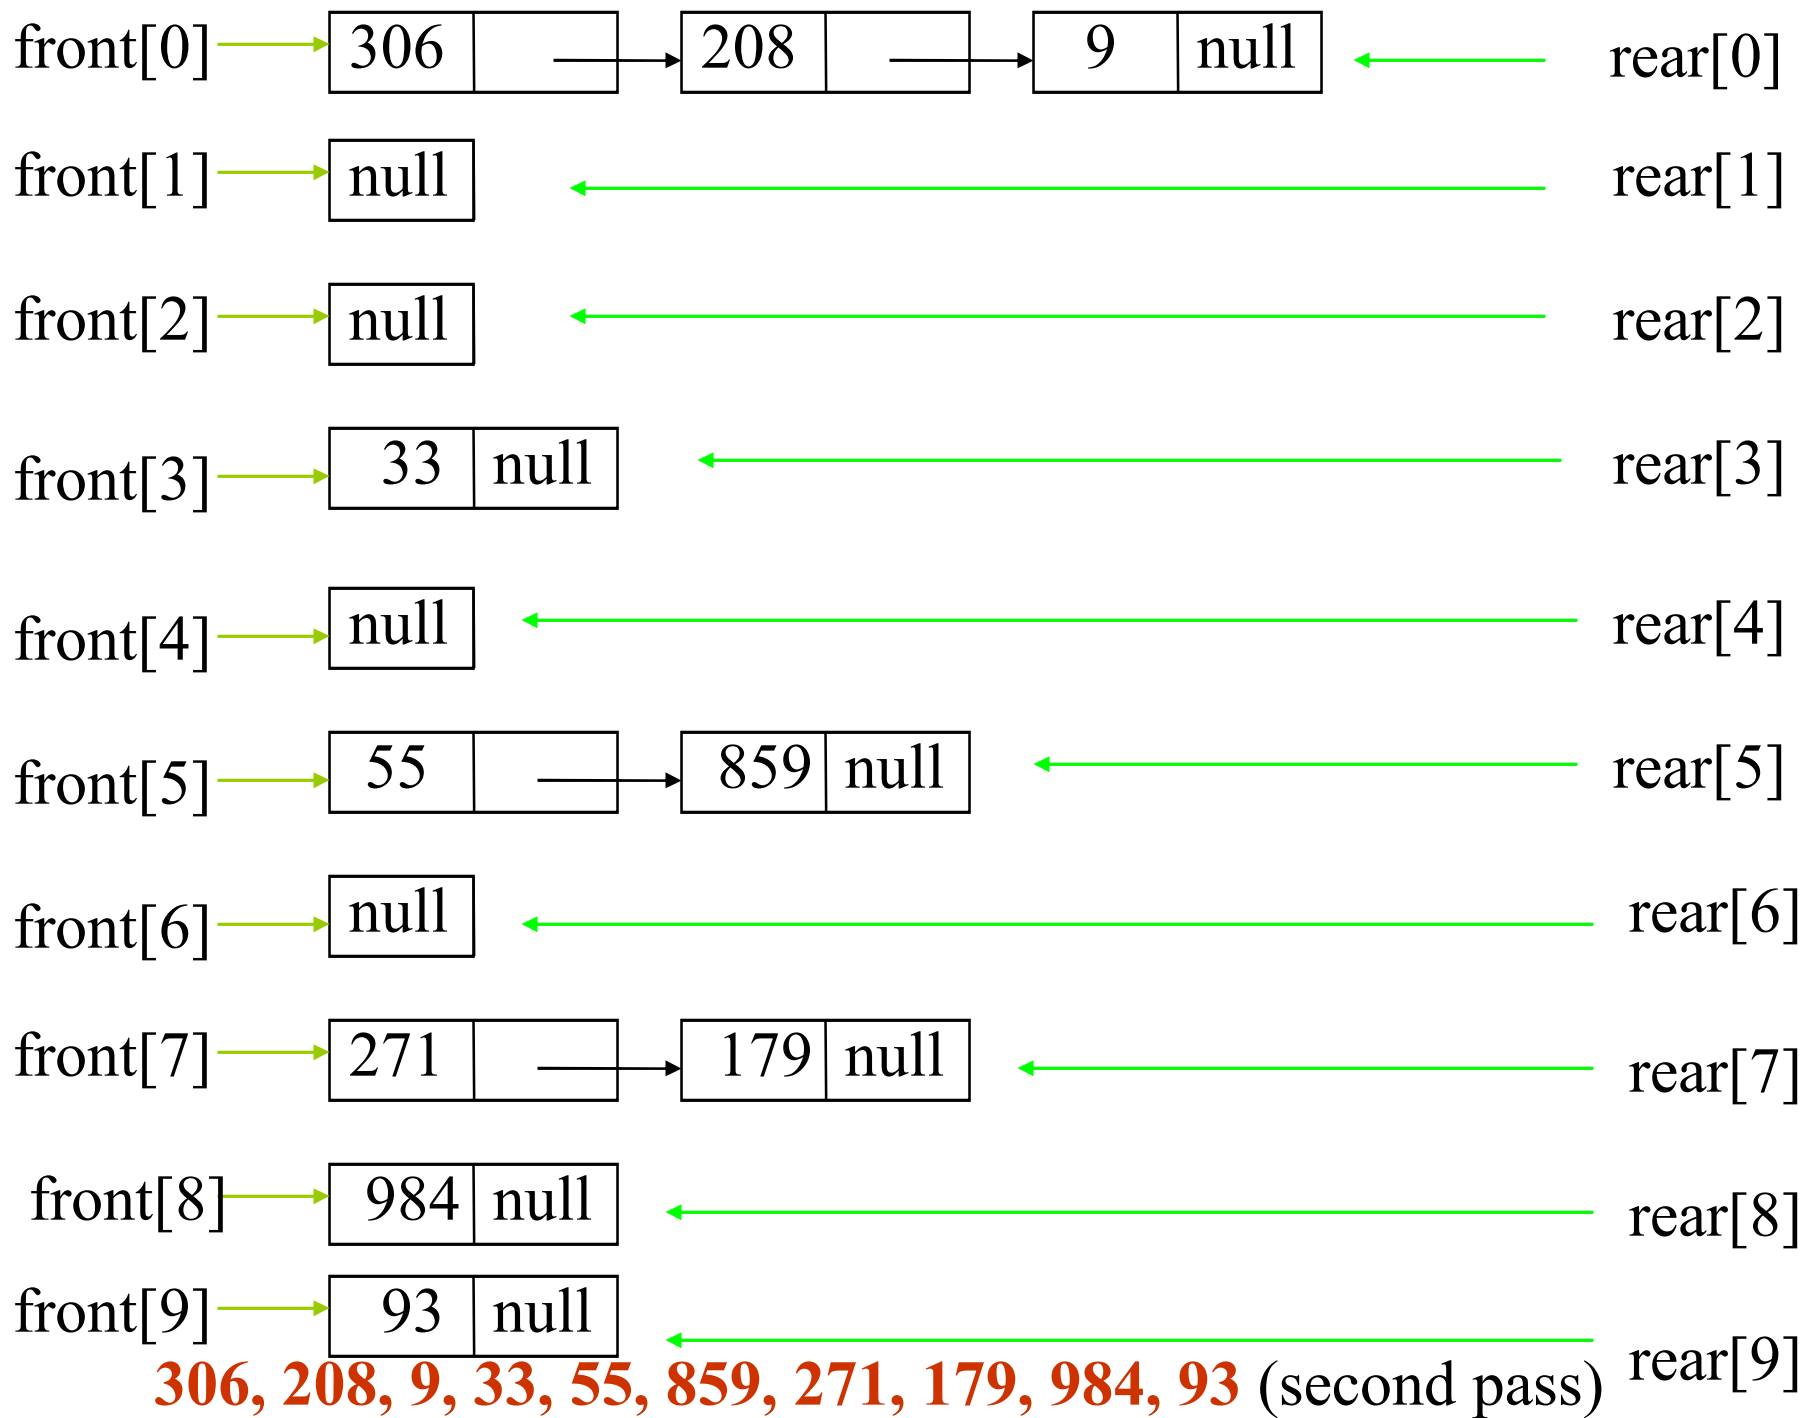 front[0] 306 208 9 null rear[0]
front[1] null rear[1]
front[2] null rear[2]
front[3] 33 null rear[3]
front[4] null rear[4]
front[5] 55 859 null rear[5]
front[6] null rear[6]
front[7] 271 179 null rear[7]
front[8] 984 null rear[8]
front[9] 93 null rear[9]
306, 208, 9, 33, 55, 859, 271, 179, 984, 93 (second pass)